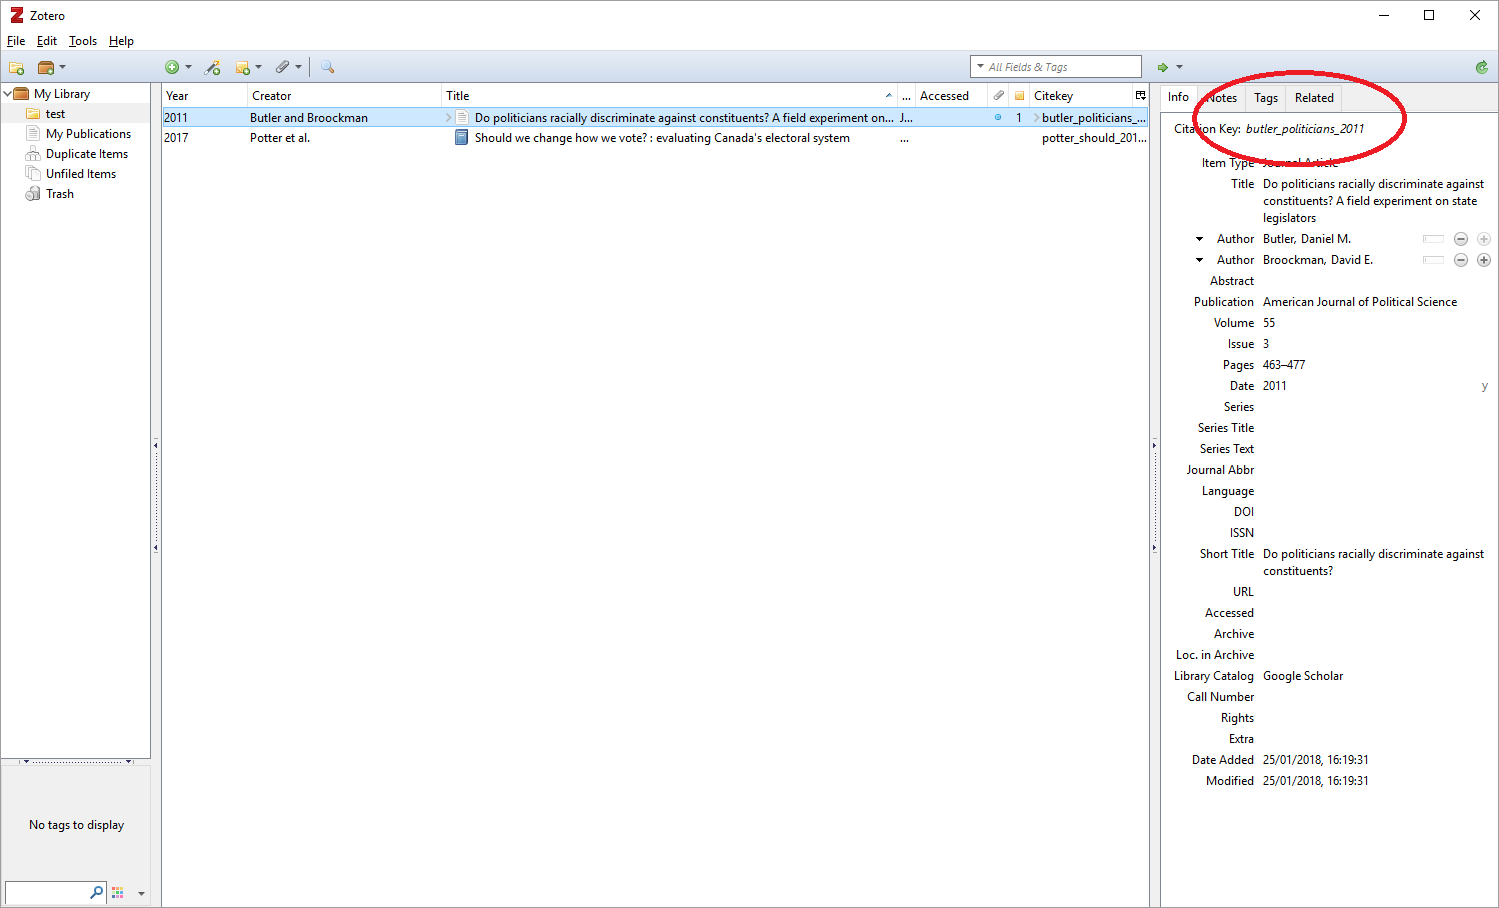 Zotero
File Edit Tools Help
All Fields & Tags
My Library
test
My Publications
Duplicate Items
Unfiled Items
Trash
No tags to display
Year Creator Title ... Accessed Citekey
2011 Butler and Broockman Do politicians racially discriminate against constituents? A field experiment on... J... 1 butler_politicians_...
2017 Potter et al. Should we change how we vote? : evaluating Canada's electoral system ... potter_should_201...
Info Notes Tags Related
Citation Key: butler_politicians_2011
Item Type Journal Article
Title Do politicians racially discriminate against
constituents? A field experiment on state
legislators
Author Butler, Daniel M.
Author Broockman, David E.
Abstract
Publication American Journal of Political Science
Volume 55
Issue 3
Pages 463–477
Date 2011 y
Series
Series Title
Series Text
Journal Abbr
Language
DOI
ISSN
Short Title Do politicians racially discriminate against
constituents?
URL
Accessed
Archive
Loc. in Archive
Library Catalog Google Scholar
Call Number
Rights
Extra
Date Added 25/01/2018, 16:19:31
Modified 25/01/2018, 16:19:31